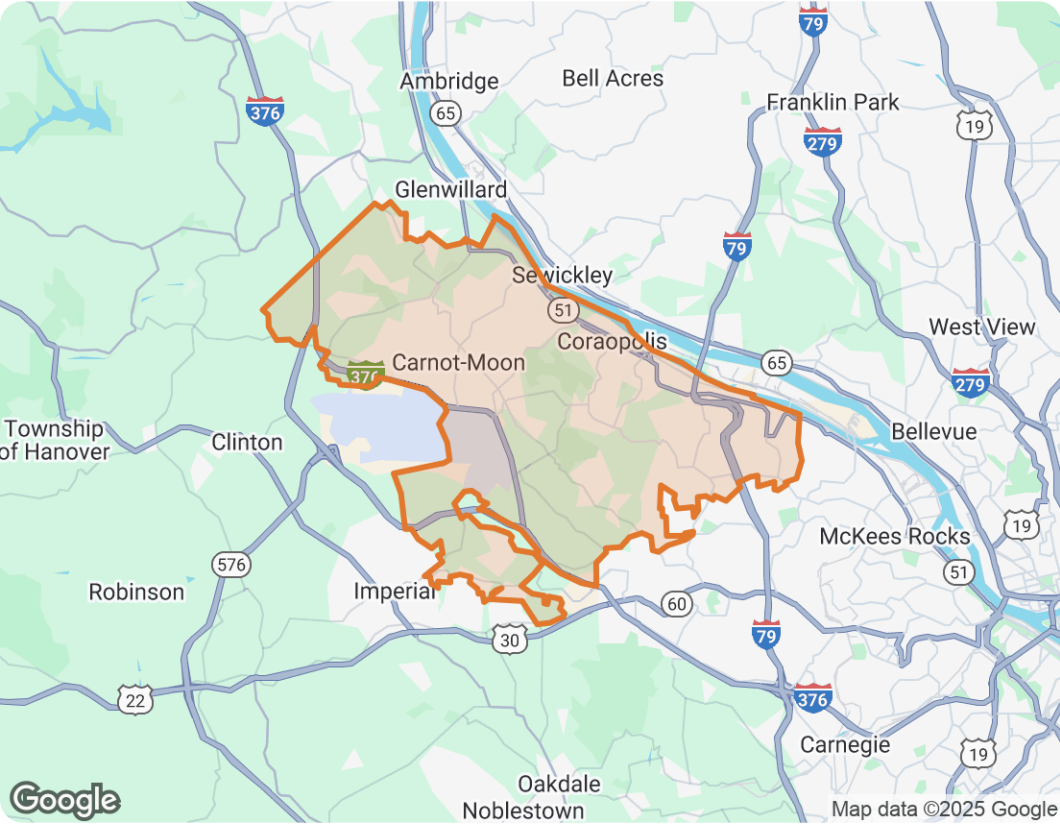 79
Ambridge
Bell Acres
376
65
Franklin Park
19
279
Glenwillard
79
Sewickley
51
Coraopolis
West View
65
Carnot-Moon
376
279
Township
of Hanover
Clinton
Bellevue
19
McKees Rocks
576
51
Robinson
Imperial
60
30
79
22
376
Carnegie
19
Oakdale
Noblestown
Google
Map data ©2025 Google